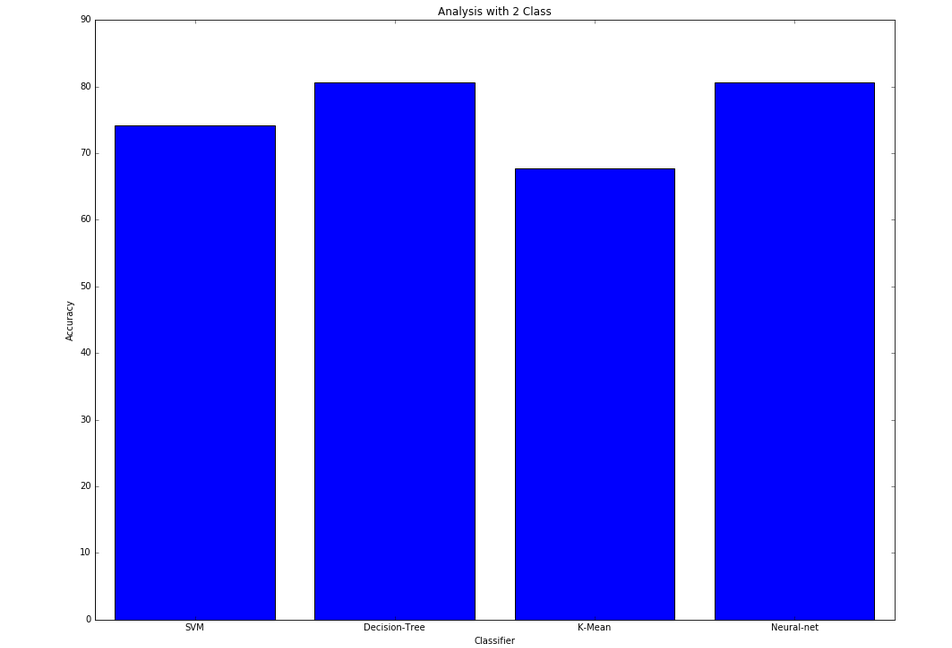 Analysis with 2 Class
90
80
70
60
50
40
30
20
10
0
Accuracy
SVM Decision-Tree K-Mean Neural-net
Classifier